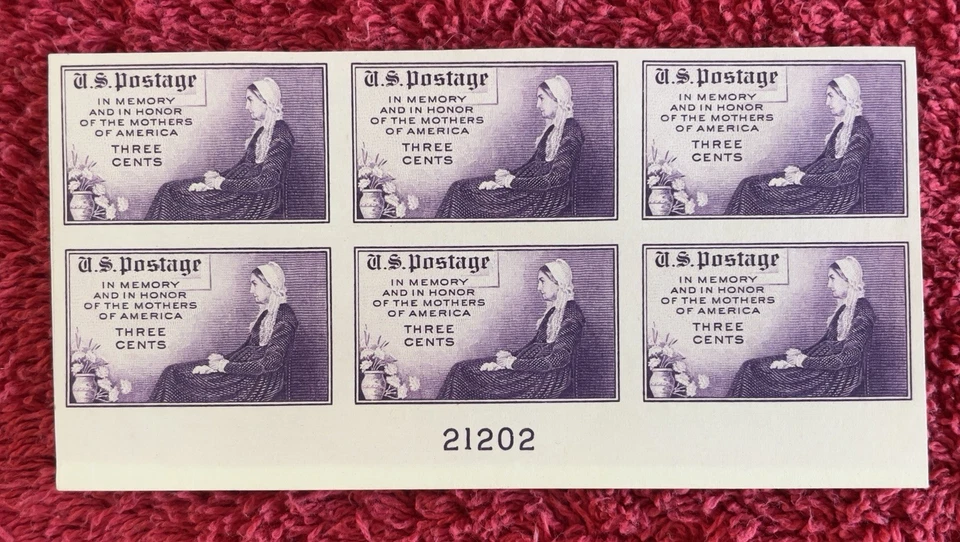 U.S. Postage
IN MEMORY
AND IN HONOR
OF THE MOTHERS
OF AMERICA
THREE
CENTS
U.S. Postage
IN MEMORY
AND IN HONOR
OF THE MOTHERS
OF AMERICA
THREE
CENTS
U.S. Postage
IN MEMORY
AND IN HONOR
OF THE MOTHERS
OF AMERICA
THREE
CENTS
U.S. Postage
IN MEMORY
AND IN HONOR
OF THE MOTHERS
OF AMERICA
THREE
CENTS
U.S. Postage
IN MEMORY
AND IN HONOR
OF THE MOTHERS
OF AMERICA
THREE
CENTS
U.S. Postage
IN MEMORY
AND IN HONOR
OF THE MOTHERS
OF AMERICA
THREE
CENTS
21202